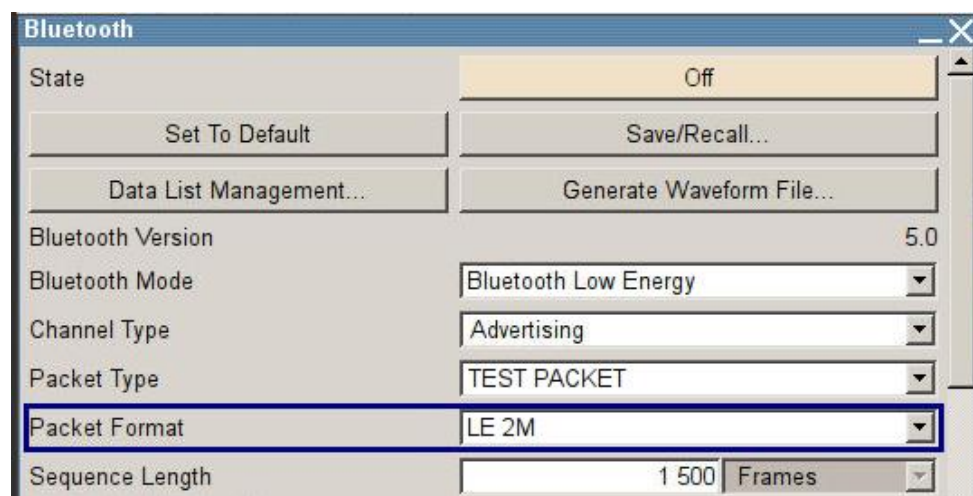 Bluetooth
State Off
Set To Default Save/Recall...
Data List Management... Generate Waveform File...
Bluetooth Version 5.0
Bluetooth Mode Bluetooth Low Energy
Channel Type Advertising
Packet Type TEST PACKET
Packet Format LE 2M
Sequence Length 1 500 Frames